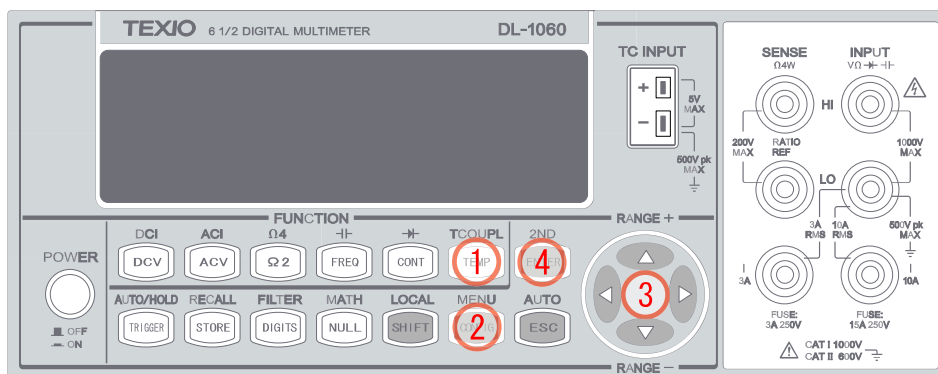 TEXIO 6 1/2 DIGITAL MULTIMETER DL-1060
TC INPUT
+
5V
MAX
−
500V pk
MAX
SENSE
Ω4W
INPUT
VΩ
HI
200V
MAX
RATIO
REF
1000V
MAX
LO
3A
RMS
10A
RMS
500V pk
MAX
3A
10A
FUSE:
3A 250V
FUSE:
15A 250V
CAT I 1000V
CAT II 600V
FUNCTION
RANGE +
DCI ACI Ω4 TCOUPL 2ND
POWER
DCV ACV Ω2 FREQ CONT TEMP ENTER
1 4
3
AUTO/HOLD RECALL FILTER MATH LOCAL MENU AUTO
TRIGGER STORE DIGITS NULL SHIFT CONFIG ESC
2
OFF
ON
RANGE −